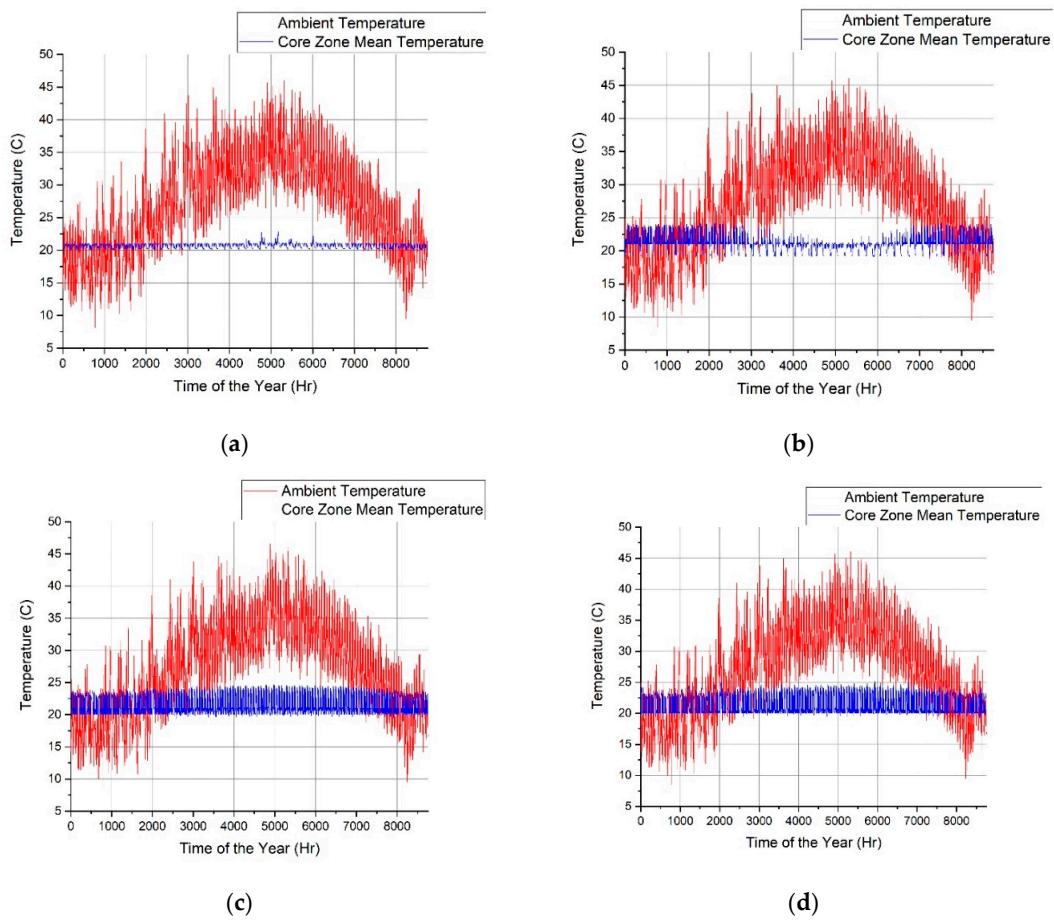 Ambient Temperature
Core Zone Mean Temperature
50
45
40
35
30
25
20
15
10
5
Temperature (C)
0 1000 2000 3000 4000 5000 6000 7000 8000
Time of the Year (Hr)
(a)
Ambient Temperature
Core Zone Mean Temperature
50
45
40
35
30
25
20
15
10
5
Temperature (C)
0 1000 2000 3000 4000 5000 6000 7000 8000
Time of the Year (Hr)
(b)
Ambient Temperature
Core Zone Mean Temperature
50
45
40
35
30
25
20
15
10
5
Temperature (C)
0 1000 2000 3000 4000 5000 6000 7000 8000
Time of the Year (Hr)
(c)
Ambient Temperature
Core Zone Mean Temperature
50
45
40
35
30
25
20
15
10
5
Temperature (C)
0 1000 2000 3000 4000 5000 6000 7000 8000
Time of the Year (Hr)
(d)